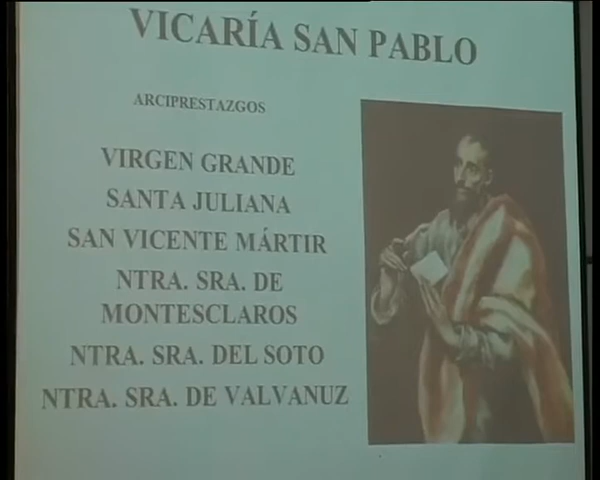 VICARÍA SAN PABLO
ARCIPRESTAZGOS
VIRGEN GRANDE
SANTA JULIANA
SAN VICENTE MÁRTIR
NTRA. SRA. DE
MONTESCLAROS
NTRA. SRA. DEL SOTO
NTRA. SRA. DE VALVANUZ